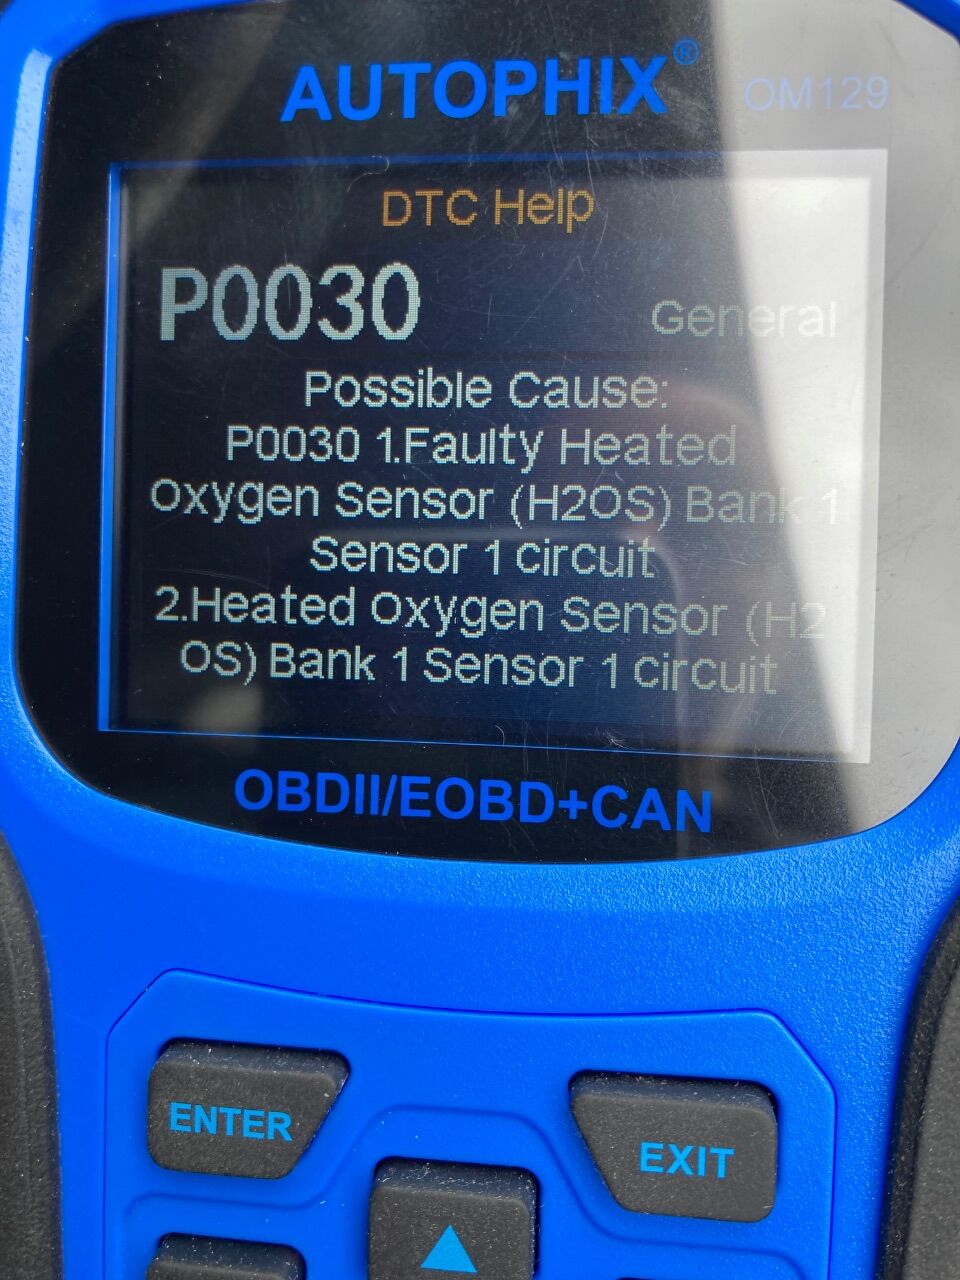 AUTOPHIX®
OM129
DTC Help
P0030
General
Possible Cause:
P0030 1.Faulty Heated
Oxygen Sensor (H2OS) Bank 1
Sensor 1 circuit
2.Heated Oxygen Sensor (H2
OS) Bank 1 Sensor 1 circuit
OBDII/EOBD+CAN
ENTER
EXIT